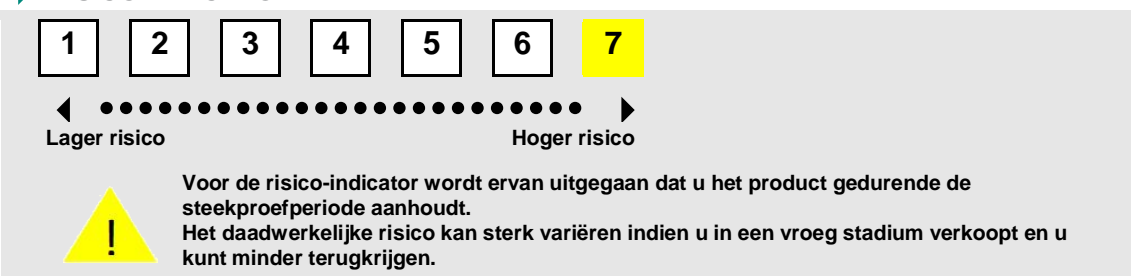 1 2 3 4 5 6 7
Lager risico Hoger risico
Voor de risico-indicator wordt ervan uitgegaan dat u het product gedurende de
steekproefperiode aanhoudt.
!
Het daadwerkelijke risico kan sterk variëren indien u in een vroeg stadium verkoopt en u
kunt minder terugkrijgen.